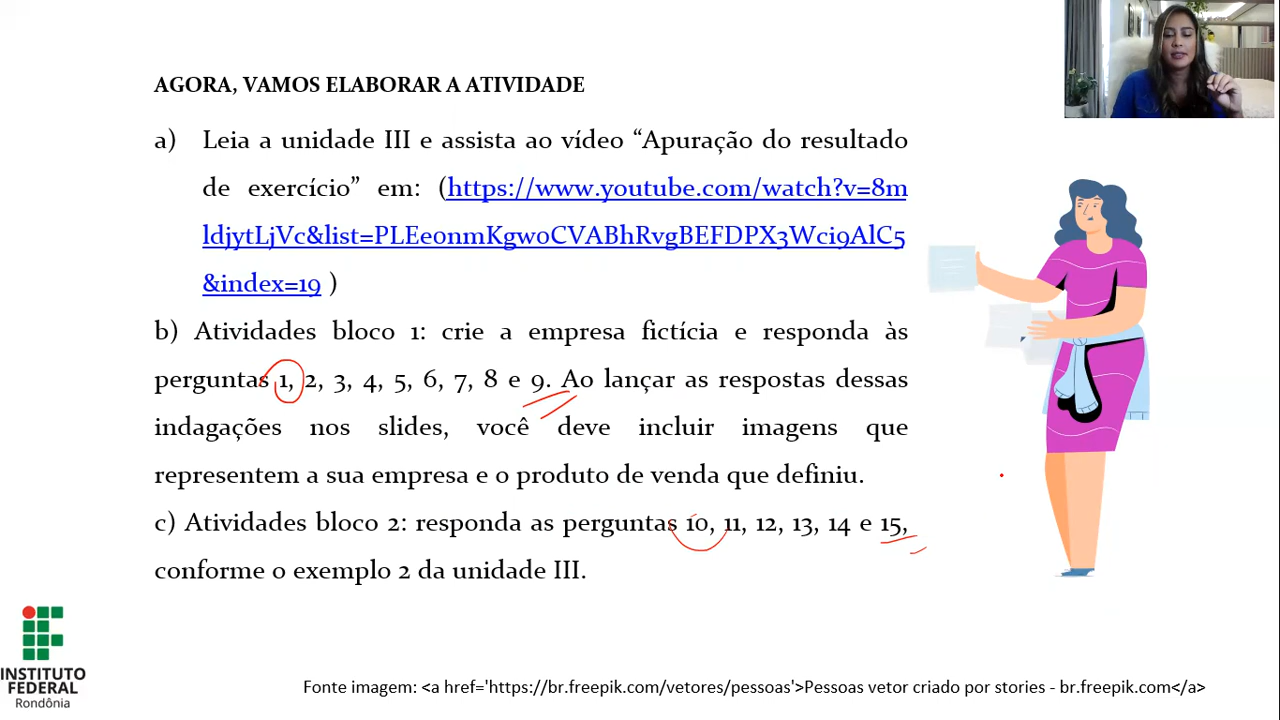 AGORA, VAMOS ELABORAR A ATIVIDADE
a) Leia a unidade III e assista ao vídeo “Apuração do resultado
de exercício” em: (https://www.youtube.com/watch?v=8m
ldjytLjVc&list=PLEe0nmKgw0CVABhRvgBEFDPX3Wci9AlC5
&index=19 )
b) Atividades bloco 1: crie a empresa fictícia e responda às
perguntas 1, 2, 3, 4, 5, 6, 7, 8 e 9. Ao lançar as respostas dessas
indagações nos slides, você deve incluir imagens que
representem a sua empresa e o produto de venda que definiu.
c) Atividades bloco 2: responda as perguntas 10, 11, 12, 13, 14 e 15,
conforme o exemplo 2 da unidade III.
INSTITUTO
FEDERAL
Rondônia
Fonte imagem: <a href='https://br.freepik.com/vetores/pessoas'>Pessoas vetor criado por stories - br.freepik.com</a>